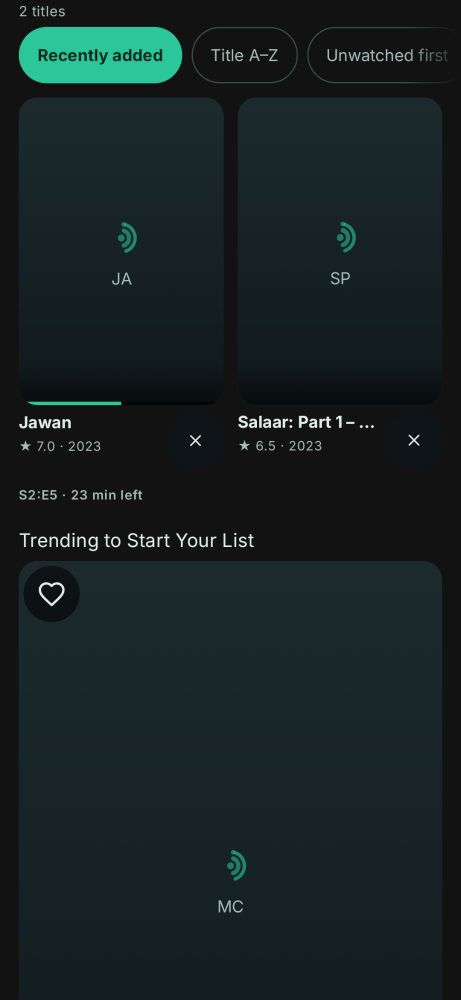 2 titles
Recently added
Title A–Z
Unwatched first
JA
SP
Jawan
★ 7.0 · 2023
Salaar: Part 1 – ...
★ 6.5 · 2023
S2:E5 · 23 min left
Trending to Start Your List
MC